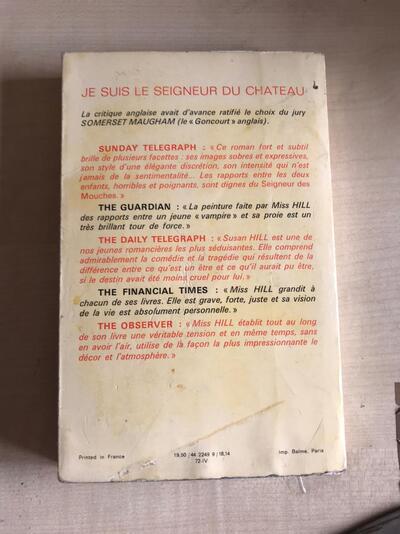 JE SUIS LE SEIGNEUR DU CHATEAU
La critique anglaise avait d'avance ratifié le choix du jury
SOMERSET MAUGHAM (le « Goncourt » anglais).
SUNDAY TELEGRAPH : « Ce roman fort et subtil
brille de plusieurs facettes : ses images sobres et expressives,
son style d'une élégante discrétion, son intensité qui n'est
jamais de la sentimentalité... Les rapports entre les deux
enfants, horribles et poignants, sont dignes du Seigneur des
Mouches. »
THE GUARDIAN : « La peinture faite par Miss HILL
des rapports entre un jeune « vampire » et sa proie est un
très brillant tour de force. »
THE DAILY TELEGRAPH : « Susan HILL est une de
nos jeunes romancières les plus séduisantes. Elle comprend
admirablement la comédie et la tragédie qui résultent de la
différence entre ce qu'est un être et ce qu'il aurait pu être,
si le destin avait été moins cruel pour lui. »
THE FINANCIAL TIMES : « Miss HILL grandit à
chacun de ses livres. Elle est grave, forte, juste et sa vision
de la vie est absolument personnelle. »
THE OBSERVER : « Miss HILL établit tout au long
de son livre une véritable tension et en même temps, sans
en avoir l'air, utilise de la façon la plus impressionnante le
décor et l'atmosphère. »
Printed in France 19.50 / 44 2249 9 / 18,14 Imp. Balme, Paris
72-IV